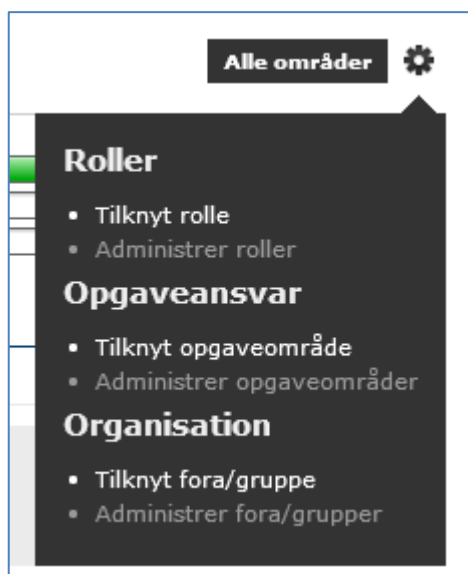 Alle områder
Roller
Tilknyt rolle
Administrer roller
Opgaveansvar
Tilknyt opgaveområde
Administrer opgaveområder
Organisation
Tilknyt fora/gruppe
Administrer fora/grupper